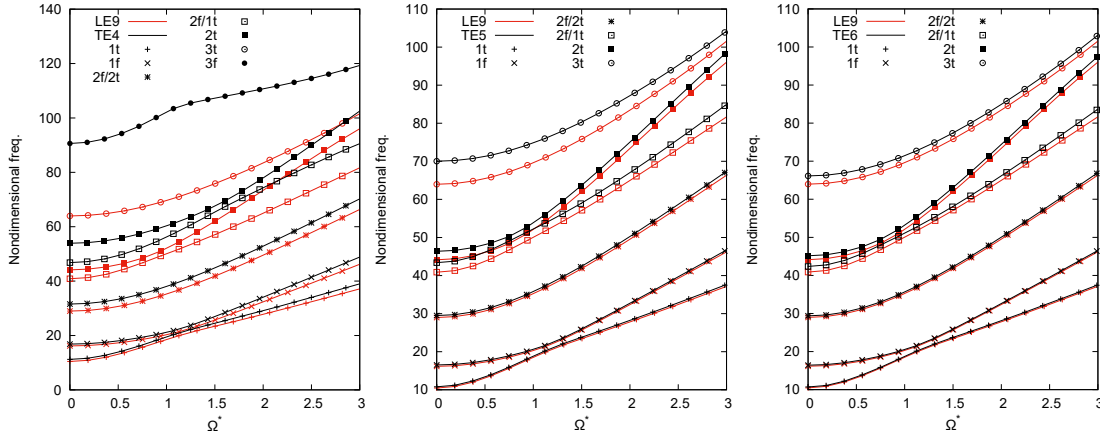 LE9 2f/1t
TE4 2t
1t 3t
1f 3f
2f/2t
Nondimensional freq.
140
120
100
80
60
40
20
0
0 0.5 1 1.5 2 2.5 3
Ω*
LE9 2f/2t
TE5 2f/1t
1t 2t
1f 3t
Nondimensional freq.
110
100
90
80
70
60
50
40
30
20
10
0 0.5 1 1.5 2 2.5 3
Ω*
LE9 2f/2t
TE6 2f/1t
1t 2t
1f 3t
Nondimensional freq.
110
100
90
80
70
60
50
40
30
20
10
0 0.5 1 1.5 2 2.5 3
Ω*